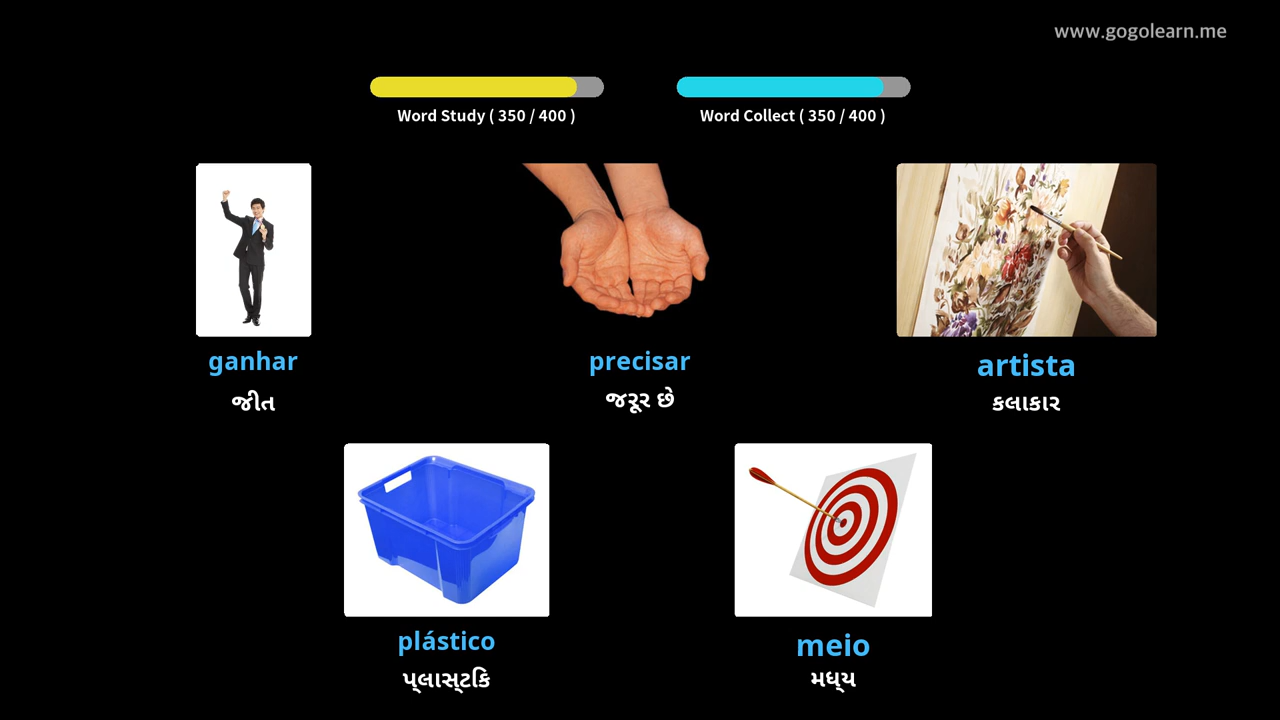 www.gogolearn.me
Word Study ( 350 / 400 )
Word Collect ( 350 / 400 )
ganhar
જીત
precisar
જરૂર છે
artista
કલાકાર
plástico
પ્લાસ્ટિક
meio
મધ્ય